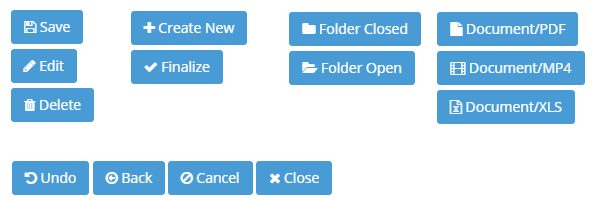 Save
Edit
Delete
Create New
Finalize
Folder Closed
Folder Open
Document/PDF
Document/MP4
Document/XLS
Undo Back Cancel Close